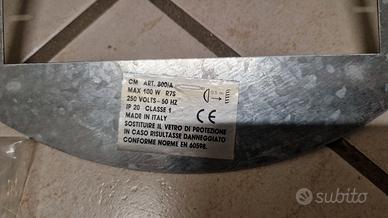 CM ART. 800/A
MAX 100 W R7S
250 VOLTS - 50 HZ
0,5 m
IP 20 CLASSE 1
MADE IN ITALY
CE
SOSTITUIRE IL VETRO DI PROTEZIONE
IN CASO RISULTASSE DANNEGGIATO
CONFORME NORME EN 60598.
subito